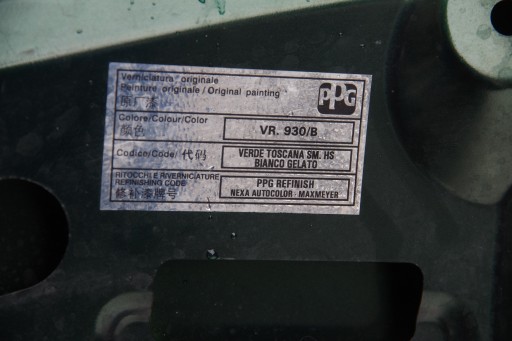 Verniciatura originale
Peinture originale / Original painting
原厂漆
PPG
Colore/Colour/Color
颜色
VR. 930/B
Codice/Code/代码
VERDE TOSCANA SM. HS
BIANCO GELATO
RITOCCHI E RIVERNICIATURE
REFINISHING CODE
修补漆牌号
PPG REFINISH
NEXA AUTOCOLOR - MAXMEYER